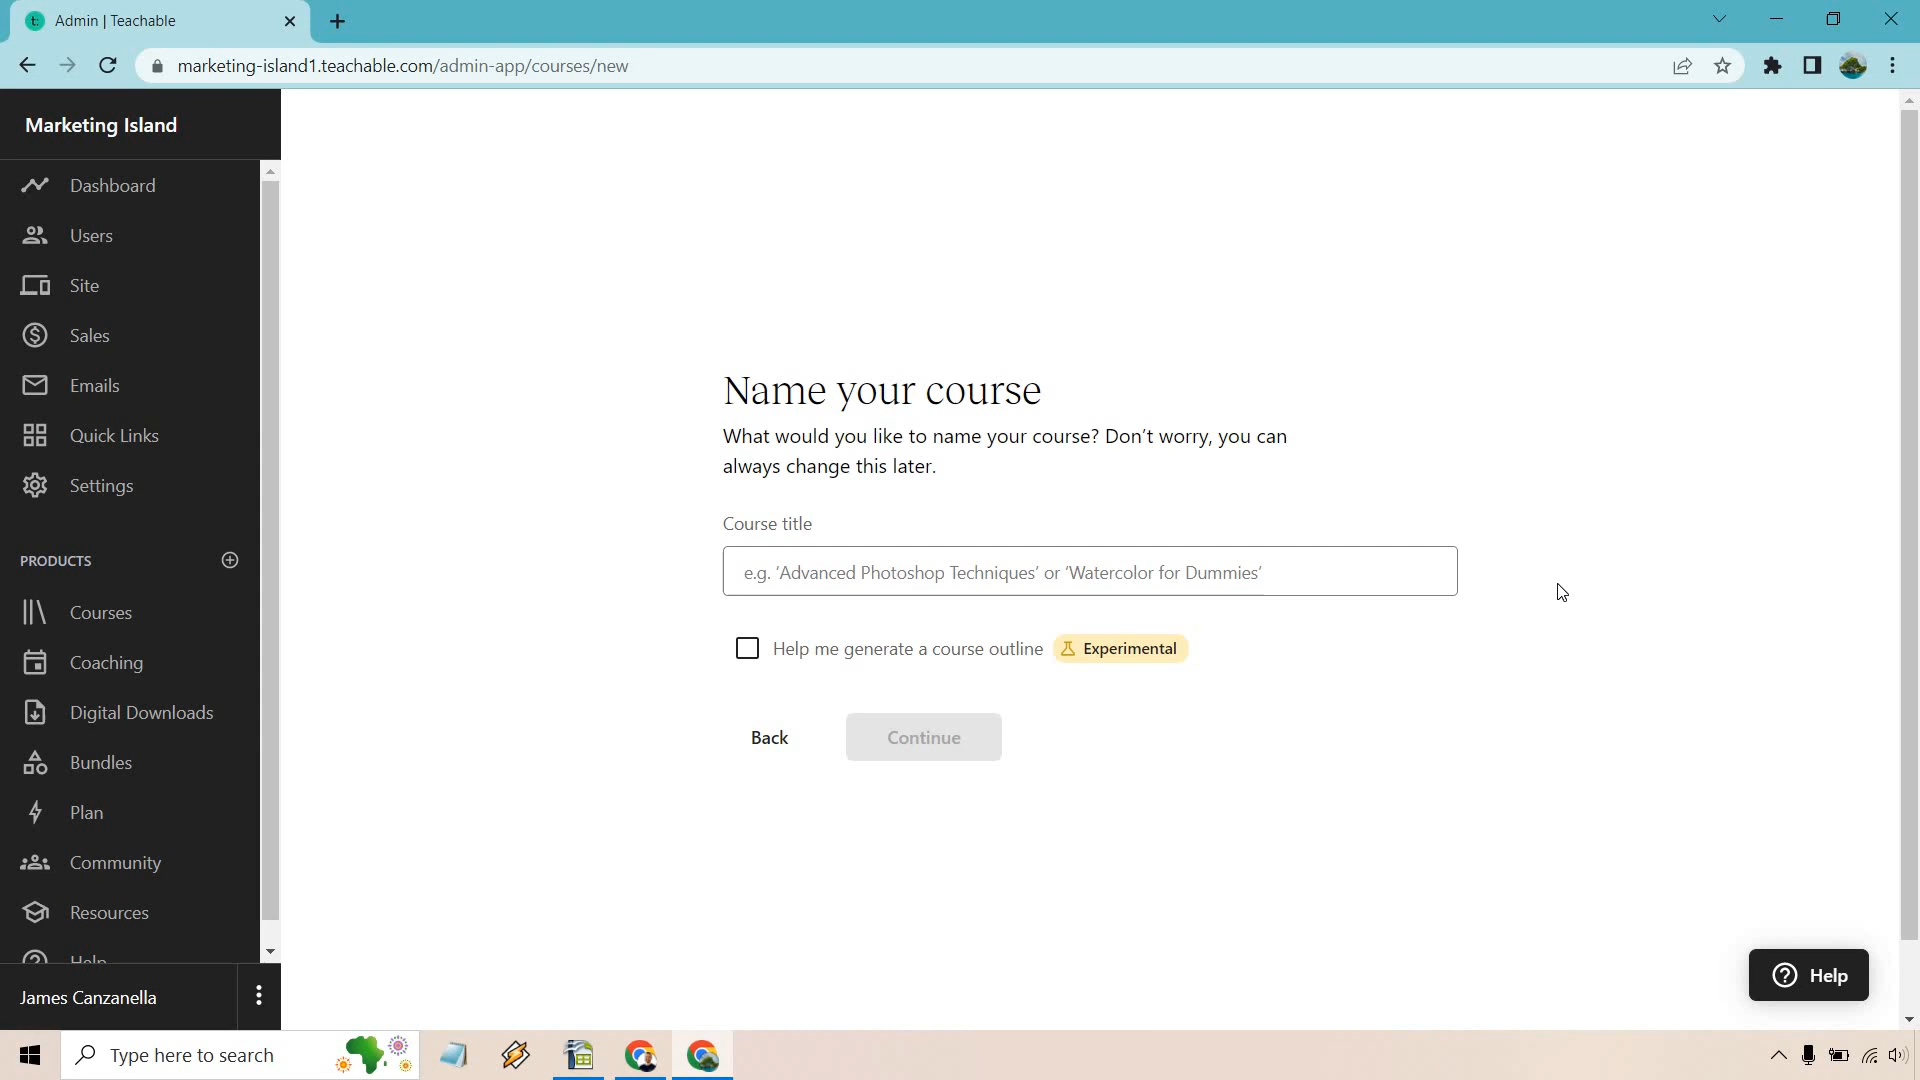 Admin | Teachable
marketing-island1.teachable.com/admin-app/courses/new
Marketing Island
Dashboard
Users
Site
Sales
Emails
Quick Links
Settings
PRODUCTS
Courses
Coaching
Digital Downloads
Bundles
Plan
Community
Resources
Help
James Canzanella
Name your course
What would you like to name your course? Don’t worry, you can
always change this later.
Course title
e.g. ‘Advanced Photoshop Techniques’ or ‘Watercolor for Dummies’
Help me generate a course outline Experimental
Back Continue
Help
Type here to search